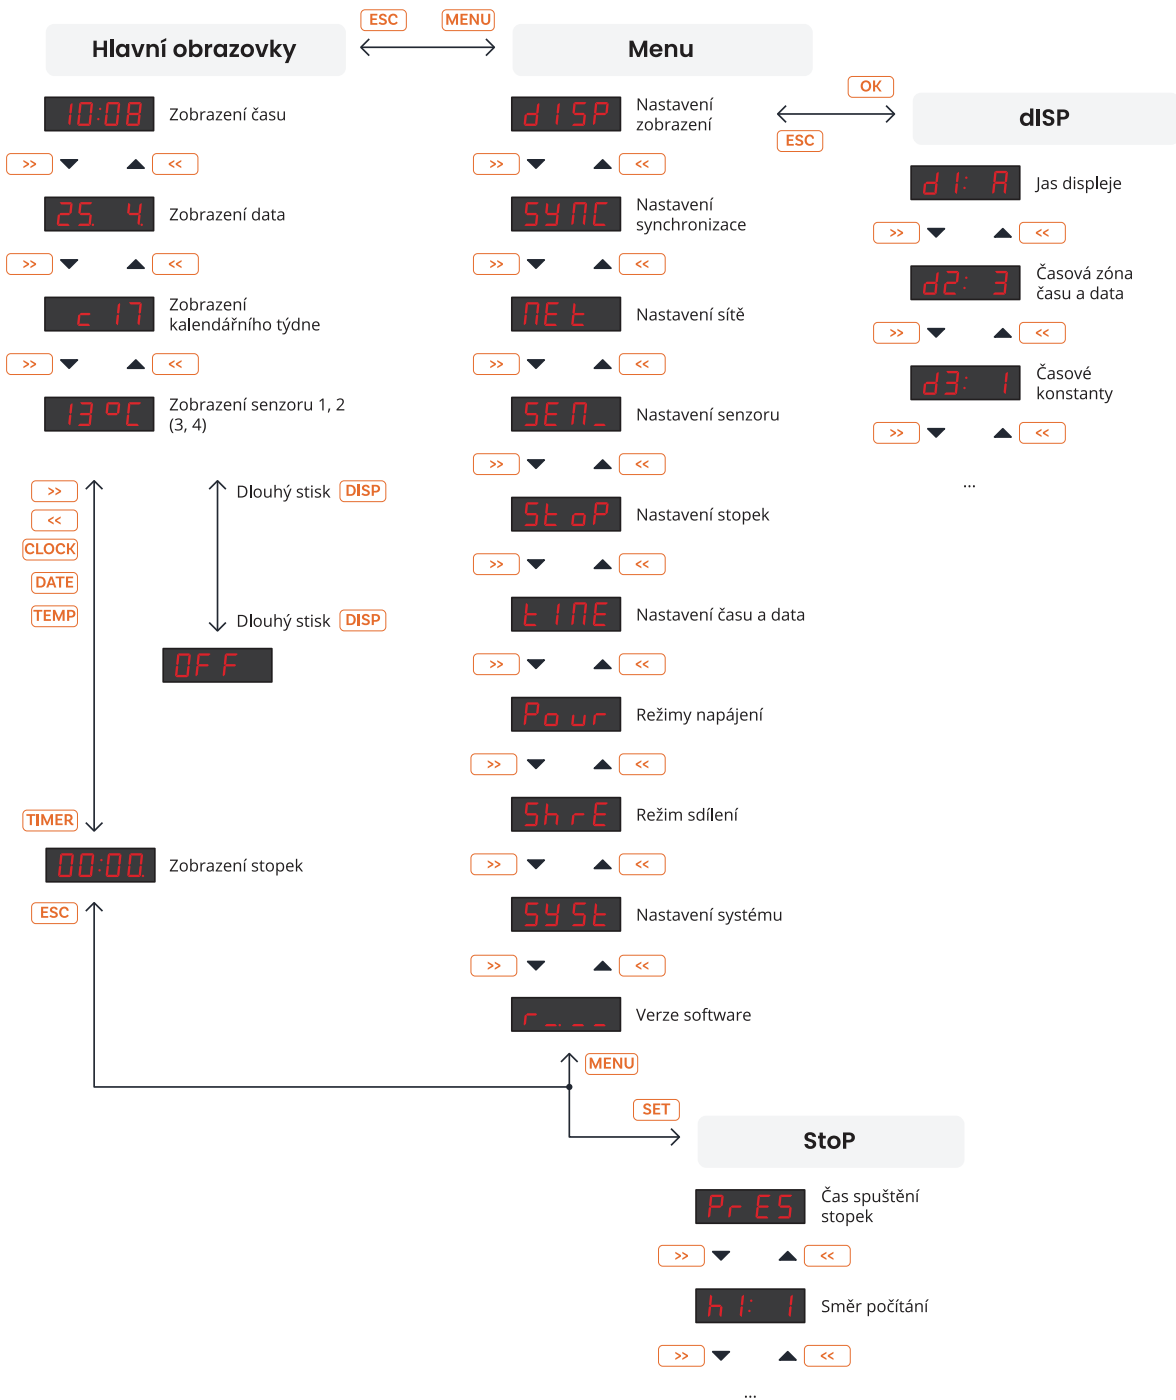 ESC MENU
Hlavní obrazovky
10:08 Zobrazení času
>> <<
25. 4. Zobrazení data
>> <<
c 17 Zobrazení
kalendářního týdne
>> <<
13 °C Zobrazení senzoru 1, 2
(3, 4)
>>
<<
CLOCK
DATE
TEMP
Dlouhý stisk DISP
Dlouhý stisk DISP
OFF
TIMER
00:00. Zobrazení stopek
ESC
Menu
dISP Nastavení
zobrazení
>> <<
SYNC Nastavení
synchronizace
>> <<
NEt Nastavení sítě
>> <<
SEN_ Nastavení senzoru
>> <<
StoP Nastavení stopek
>> <<
tIME Nastavení času a data
>> <<
Pour Režimy napájení
>> <<
ShrE Režim sdílení
>> <<
SYSt Nastavení systému
>> <<
r _._ _ Verze software
MENU
SET
OK
ESC
dISP
d1: A Jas displeje
>> <<
d2: 3 Časová zóna
času a data
>> <<
d3: 1 Časové
konstanty
>> <<
...
StoP
PrES Čas spuštění
stopek
>> <<
h1: 1 Směr počítání
>> <<
...